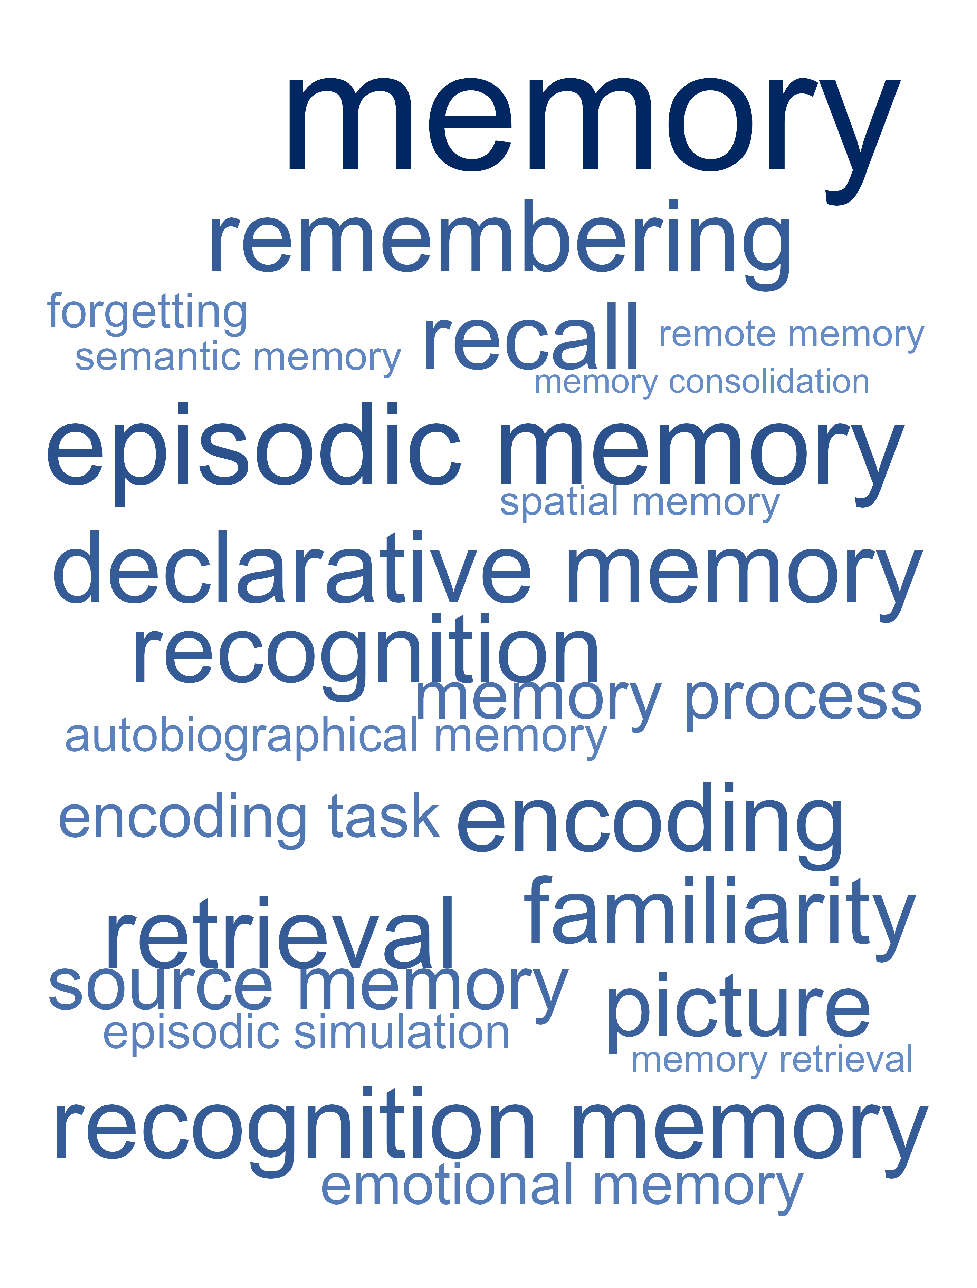 memory
remembering
forgetting
recall
remote memory
semantic memory
memory consolidation
episodic memory
spatial memory
declarative memory
recognition
memory process
autobiographical memory
encoding task
encoding
familiarity
retrieval
source memory
picture
episodic simulation
memory retrieval
recognition memory
emotional memory